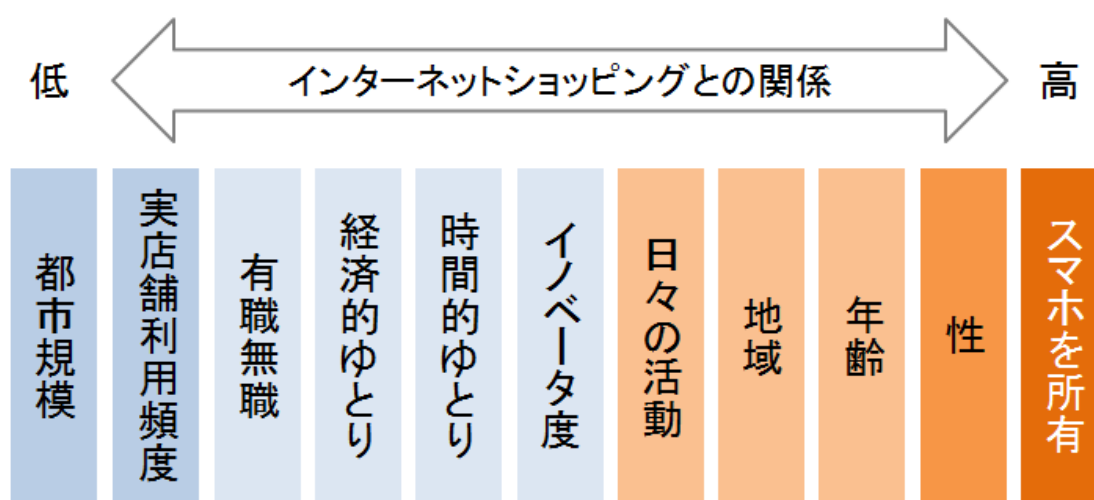 低
インターネットショッピングとの関係
高
都市規模
実店舗利用頻度
有職無職
経済的ゆとり
時間的ゆとり
イノベータ度
日々の活動
地域
年齢
性
スマホを所有